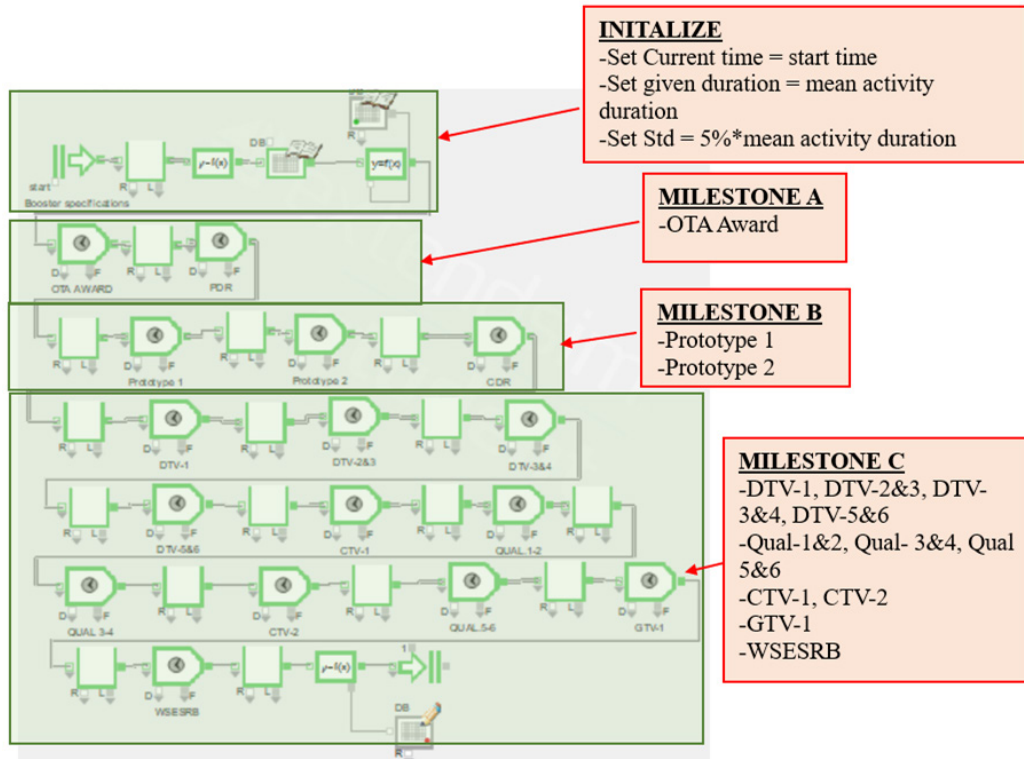 INITALIZE
-Set Current time = start time
-Set given duration = mean activity
duration
-Set Std = 5%*mean activity duration
R
DB
y=f(x)
y=f(x)
start
R L
Booster specifications
MILESTONE A
-OTA Award
D F R L D F
OTA AWARD PDR
MILESTONE B
-Prototype 1
-Prototype 2
R L D F R L D F R L D F
Prototype 1 Prototype 2 CDR
R L D F R L D F R L D F
DTV-1 DTV-2&3 DTV-3&4
MILESTONE C
-DTV-1, DTV-2&3, DTV-
3&4, DTV-5&6
-Qual-1&2, Qual- 3&4, Qual
5&6
-CTV-1, CTV-2
-GTV-1
-WSESRB
R L D F R L D F R L D F R L
DTV-5&6 CTV-1 QUAL.1-2
D F R L D F R L D F R L D F
QUAL 3-4 CTV-2 QUAL.5-6 GTV-1
1
y=f(x)
R L D F R L
WSESRB
DB
R